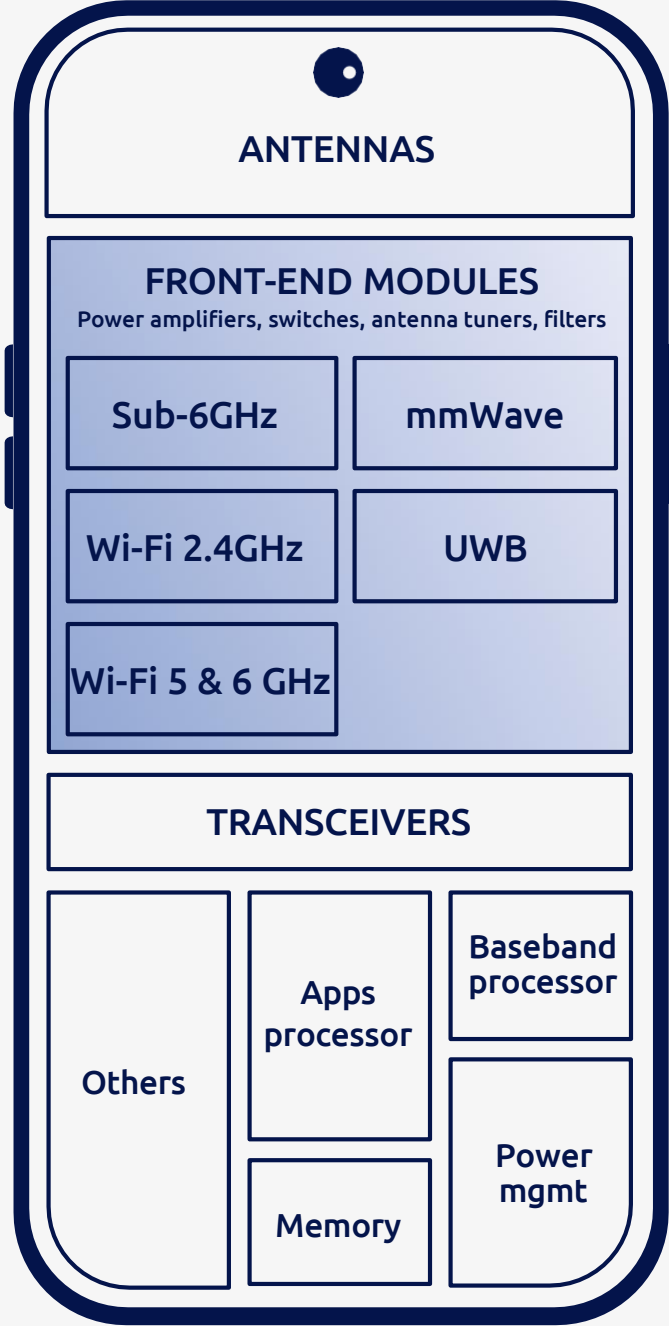 ANTENNAS
FRONT-END MODULES
Power amplifiers, switches, antenna tuners, filters
Sub-6GHz
mmWave
Wi-Fi 2.4GHz
UWB
Wi-Fi 5 & 6 GHz
TRANSCEIVERS
Others
Apps
processor
Memory
Baseband
processor
Power
mgmt